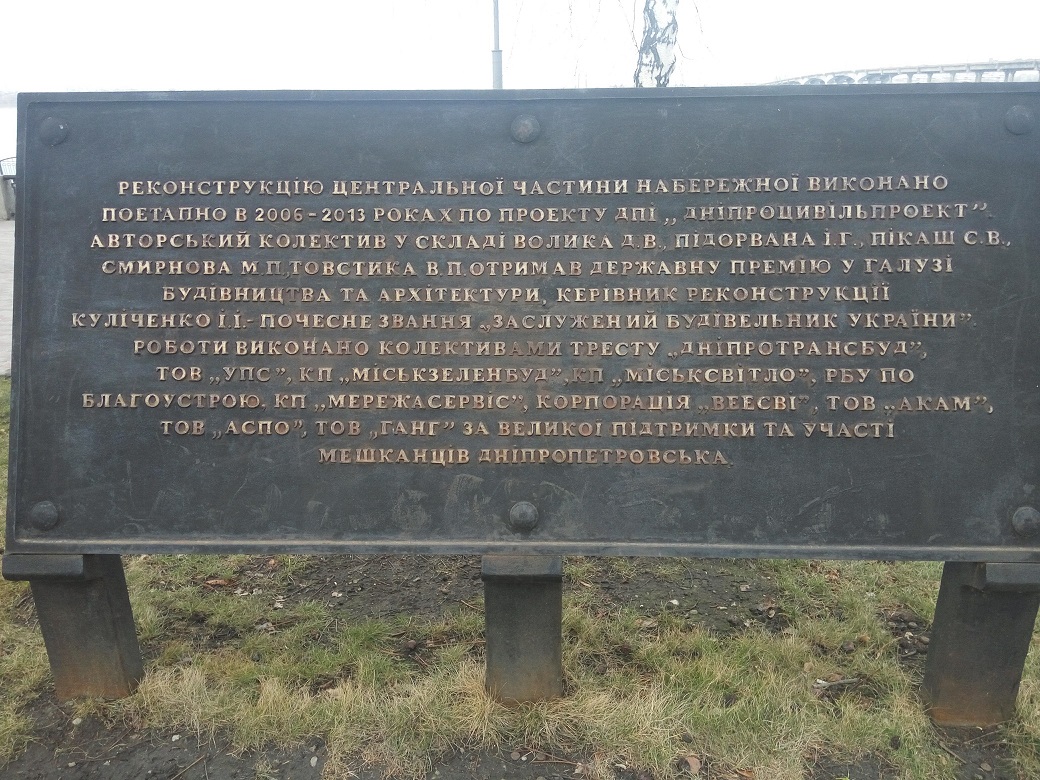 РЕКОНСТРУКЦІЮ ЦЕНТРАЛЬНОЇ ЧАСТИНИ НАБЕРЕЖНОЇ ВИКОНАНО
ПОЕТАПНО В 2006-2013 РОКАХ ПО ПРОЕКТУ ДПІ „ДНІПРОЦИВІЛЬПРОЕКТ”.
АВТОРСЬКИЙ КОЛЕКТИВ У СКЛАДІ ВОЛИКА Д.В., ПІДОРВАНА І.Г., ПІКАШ С.В.,
СМИРНОВА М.П,ТОВСТИКА В.П.ОТРИМАВ ДЕРЖАВНУ ПРЕМІЮ У ГАЛУЗІ
БУДІВНИЦТВА ТА АРХІТЕКТУРИ, КЕРІВНИК РЕКОНСТРУКЦІЇ
КУЛІЧЕНКО І.І.- ПОЧЕСНЕ ЗВАННЯ „ЗАСЛУЖЕНИЙ БУДІВЕЛЬНИК УКРАЇНИ”.
РОБОТИ ВИКОНАНО КОЛЕКТИВАМИ ТРЕСТУ „ДНІПРОТРАНСБУД”,
ТОВ „УПС”, КП „МІСЬКЗЕЛЕНБУД”,КП „МІСЬКСВІТЛО”, РБУ ПО
БЛАГОУСТРОЮ. КП „МЕРЕЖАСЕРВІС”, КОРПОРАЦІЯ „ВЕЕСВІ”, ТОВ „АКАМ”,
ТОВ „АСПО”, ТОВ „ГАНГ” ЗА ВЕЛИКОЇ ПІДТРИМКИ ТА УЧАСТІ
МЕШКАНЦІВ ДНІПРОПЕТРОВСЬКА.